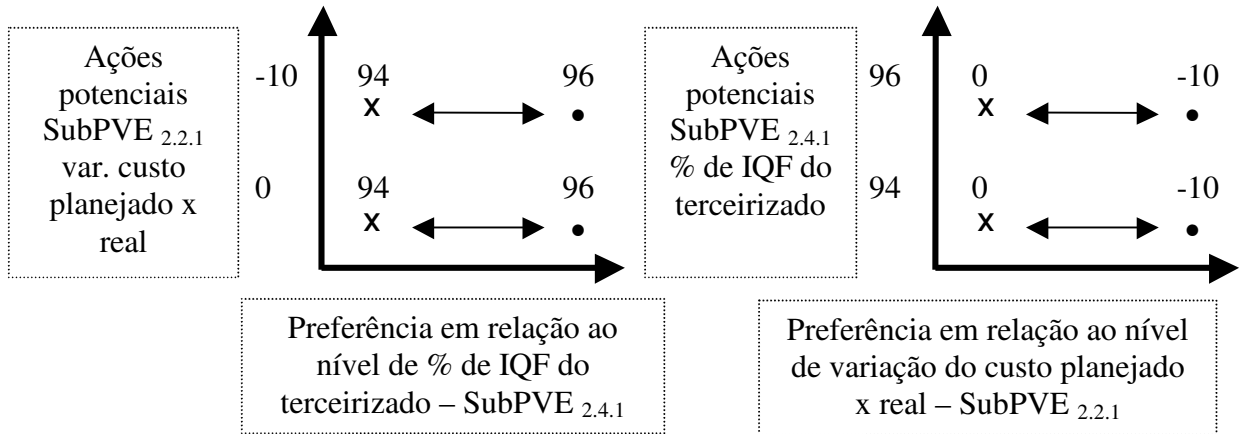 Ações
potenciais
SubPVE 2.2.1
var. custo
planejado x
real
-10 94 96
x •
0 94 96
x •
Preferência em relação ao
nível de % de IQF do
terceirizado – SubPVE 2.4.1
Ações
potenciais
SubPVE 2.4.1
% de IQF do
terceirizado
96 0 -10
x •
94 0 -10
x •
Preferência em relação ao nível
de variação do custo planejado
x real – SubPVE 2.2.1